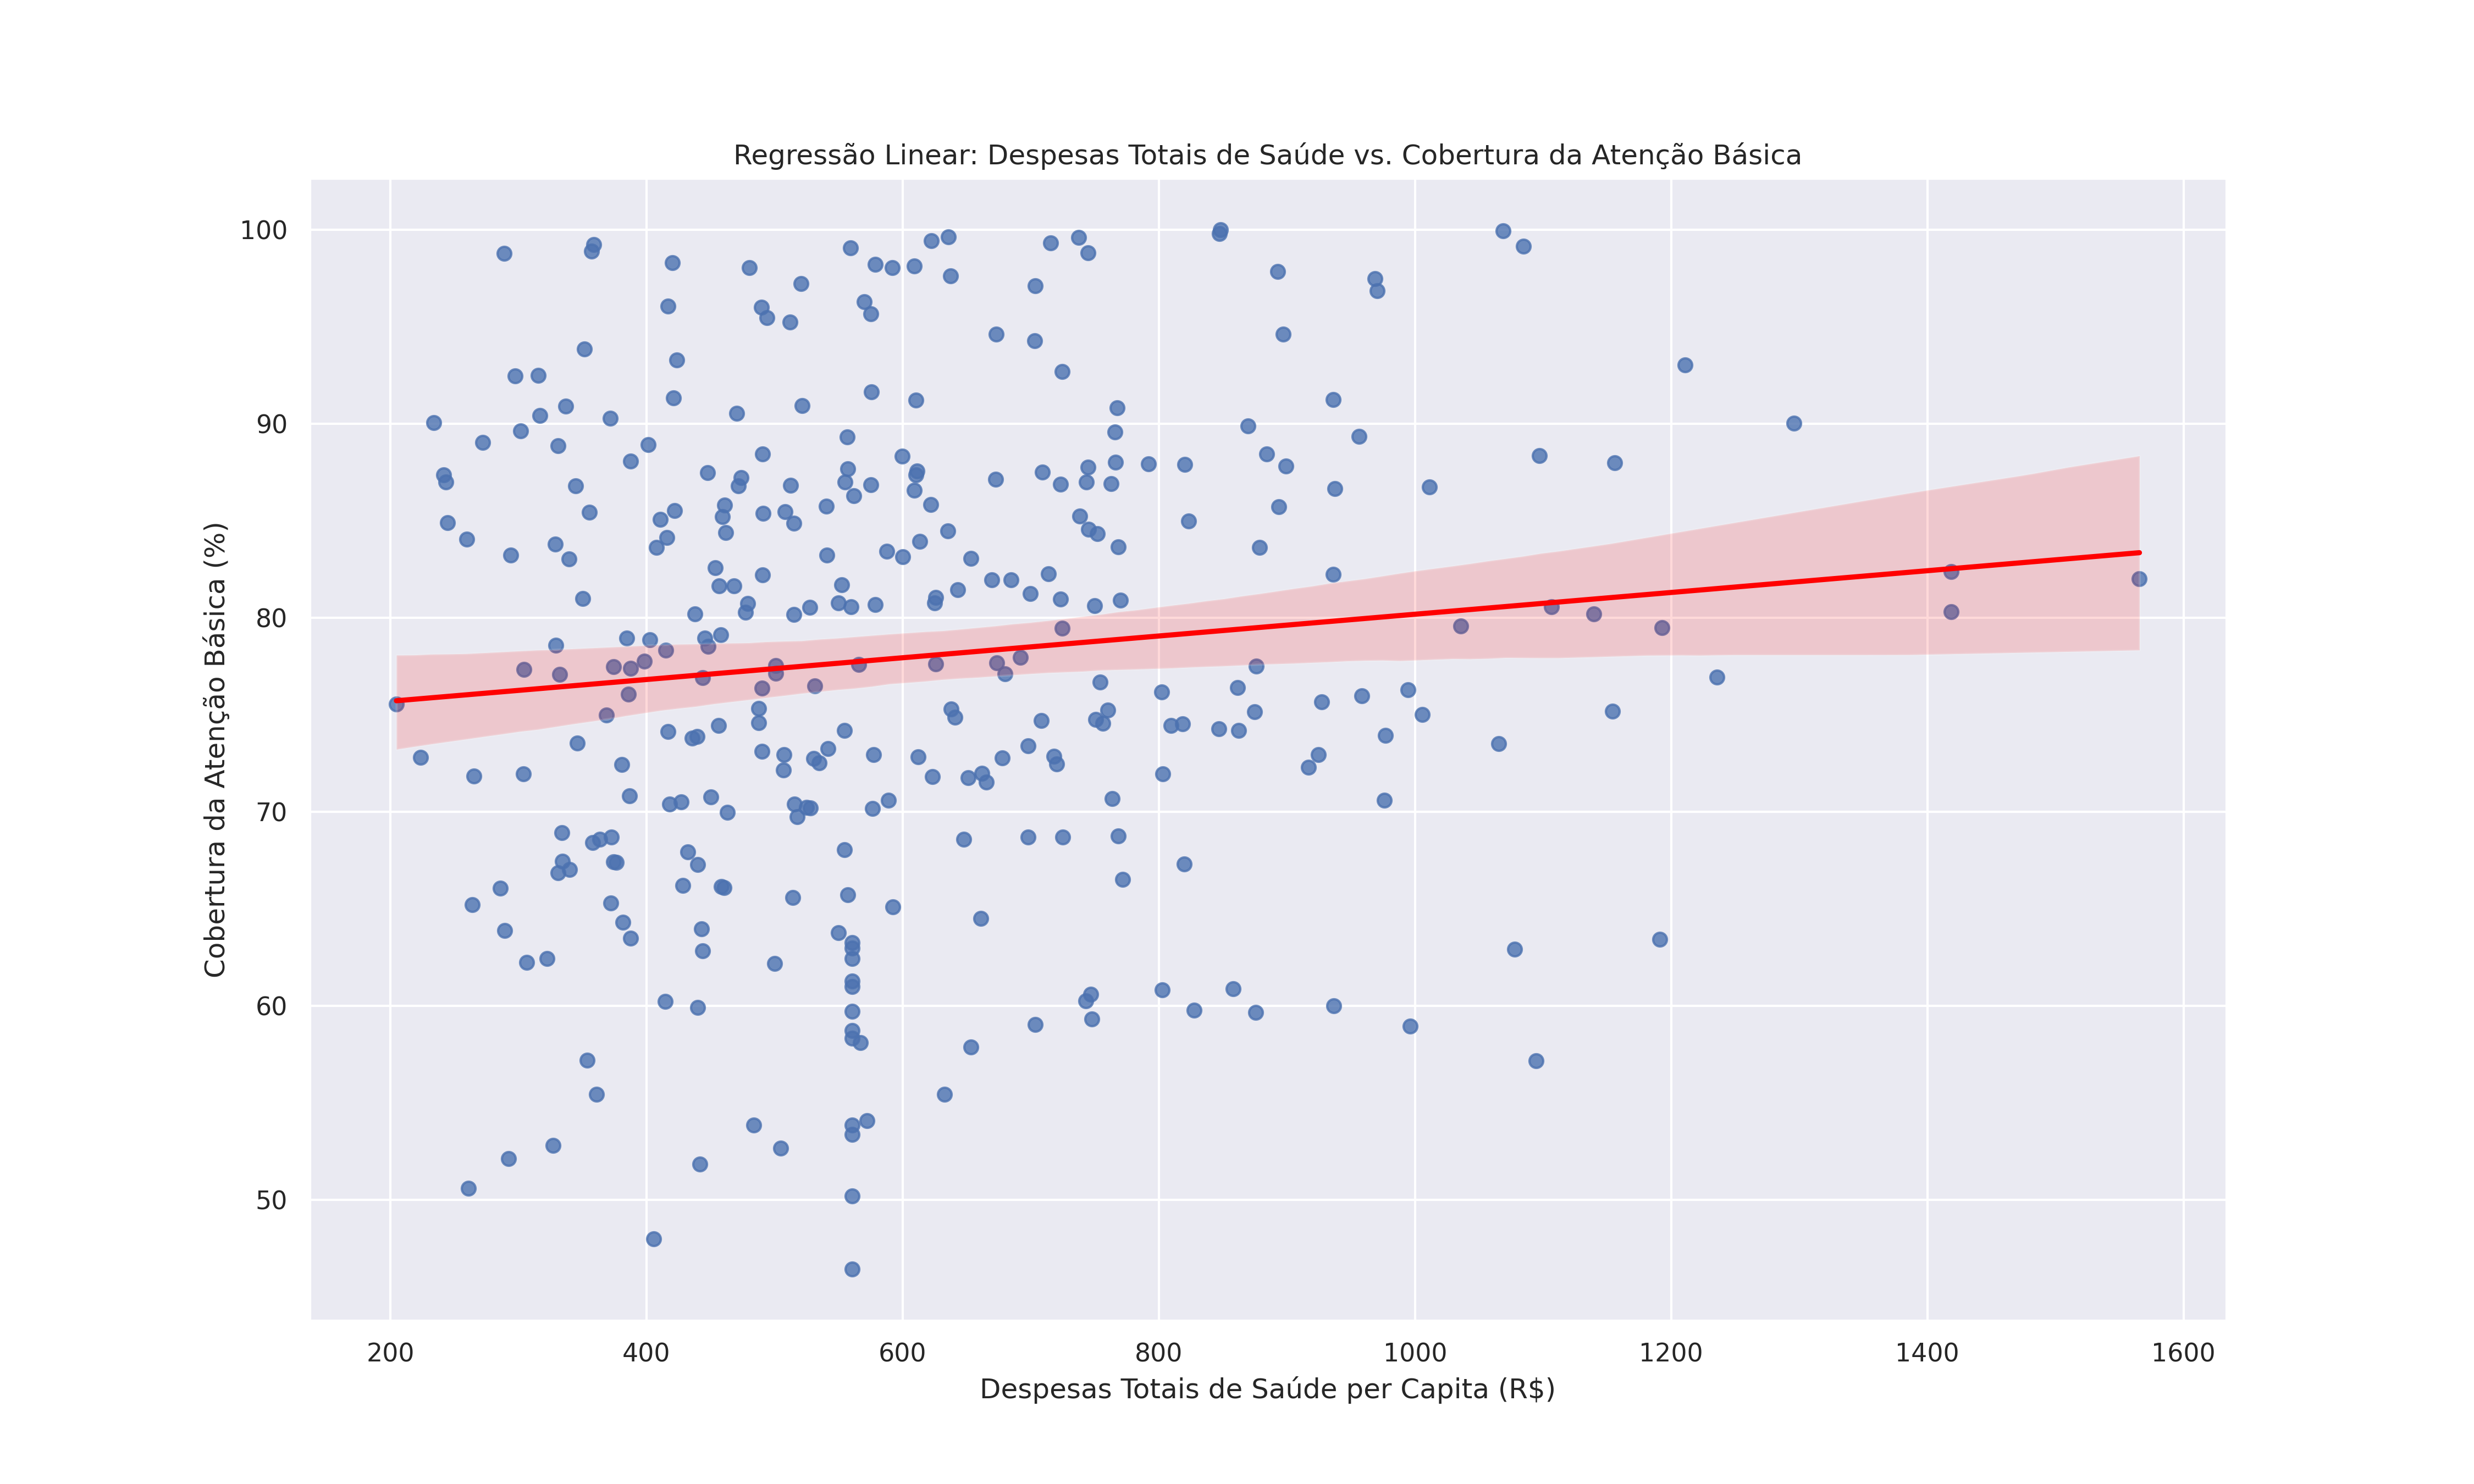 Regressão Linear: Despesas Totais de Saúde vs. Cobertura da Atenção Básica
Cobertura da Atenção Básica (%)
100
90
80
70
60
50
200 400 600 800 1000 1200 1400 1600
Despesas Totais de Saúde per Capita (R$)